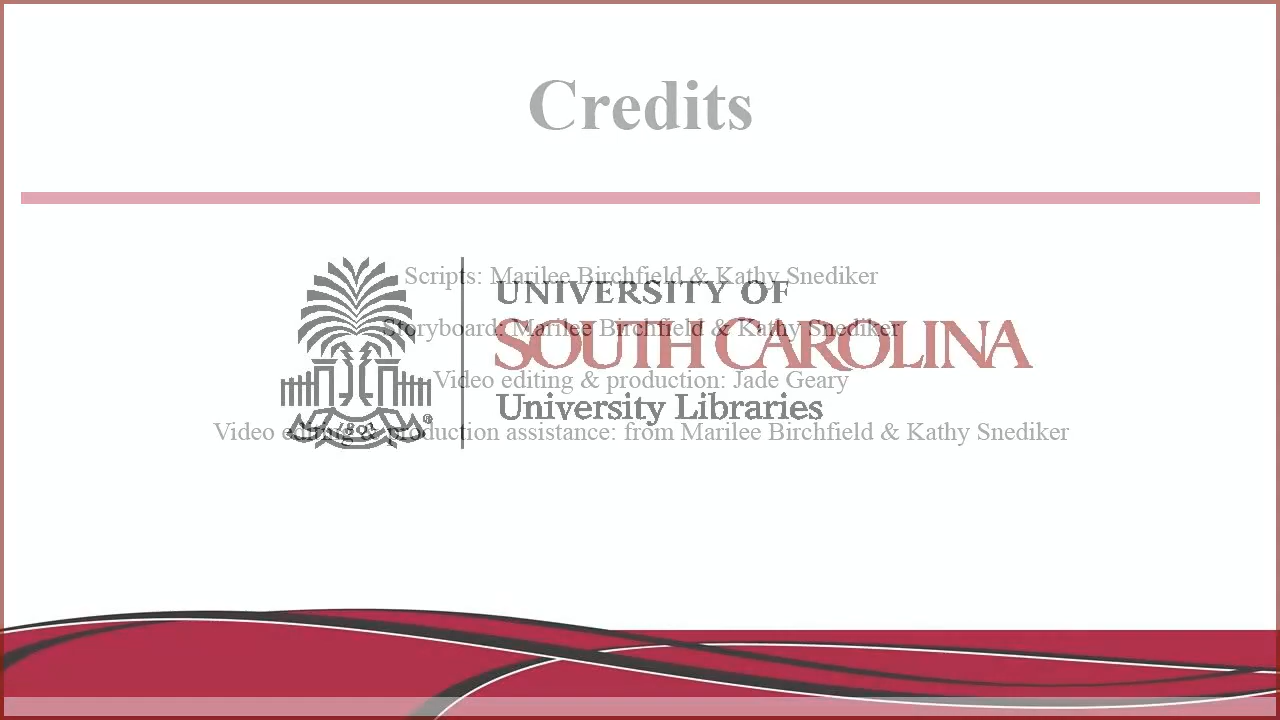 Credits
Scripts: Marilee Birchfield & Kathy Snediker
UNIVERSITY OF
Storyboard: Marilee Birchfield & Kathy Snediker
SOUTH CAROLINA
Video editing & production: Jade Geary
University Libraries
1801
Video editing & production assistance: from Marilee Birchfield & Kathy Snediker